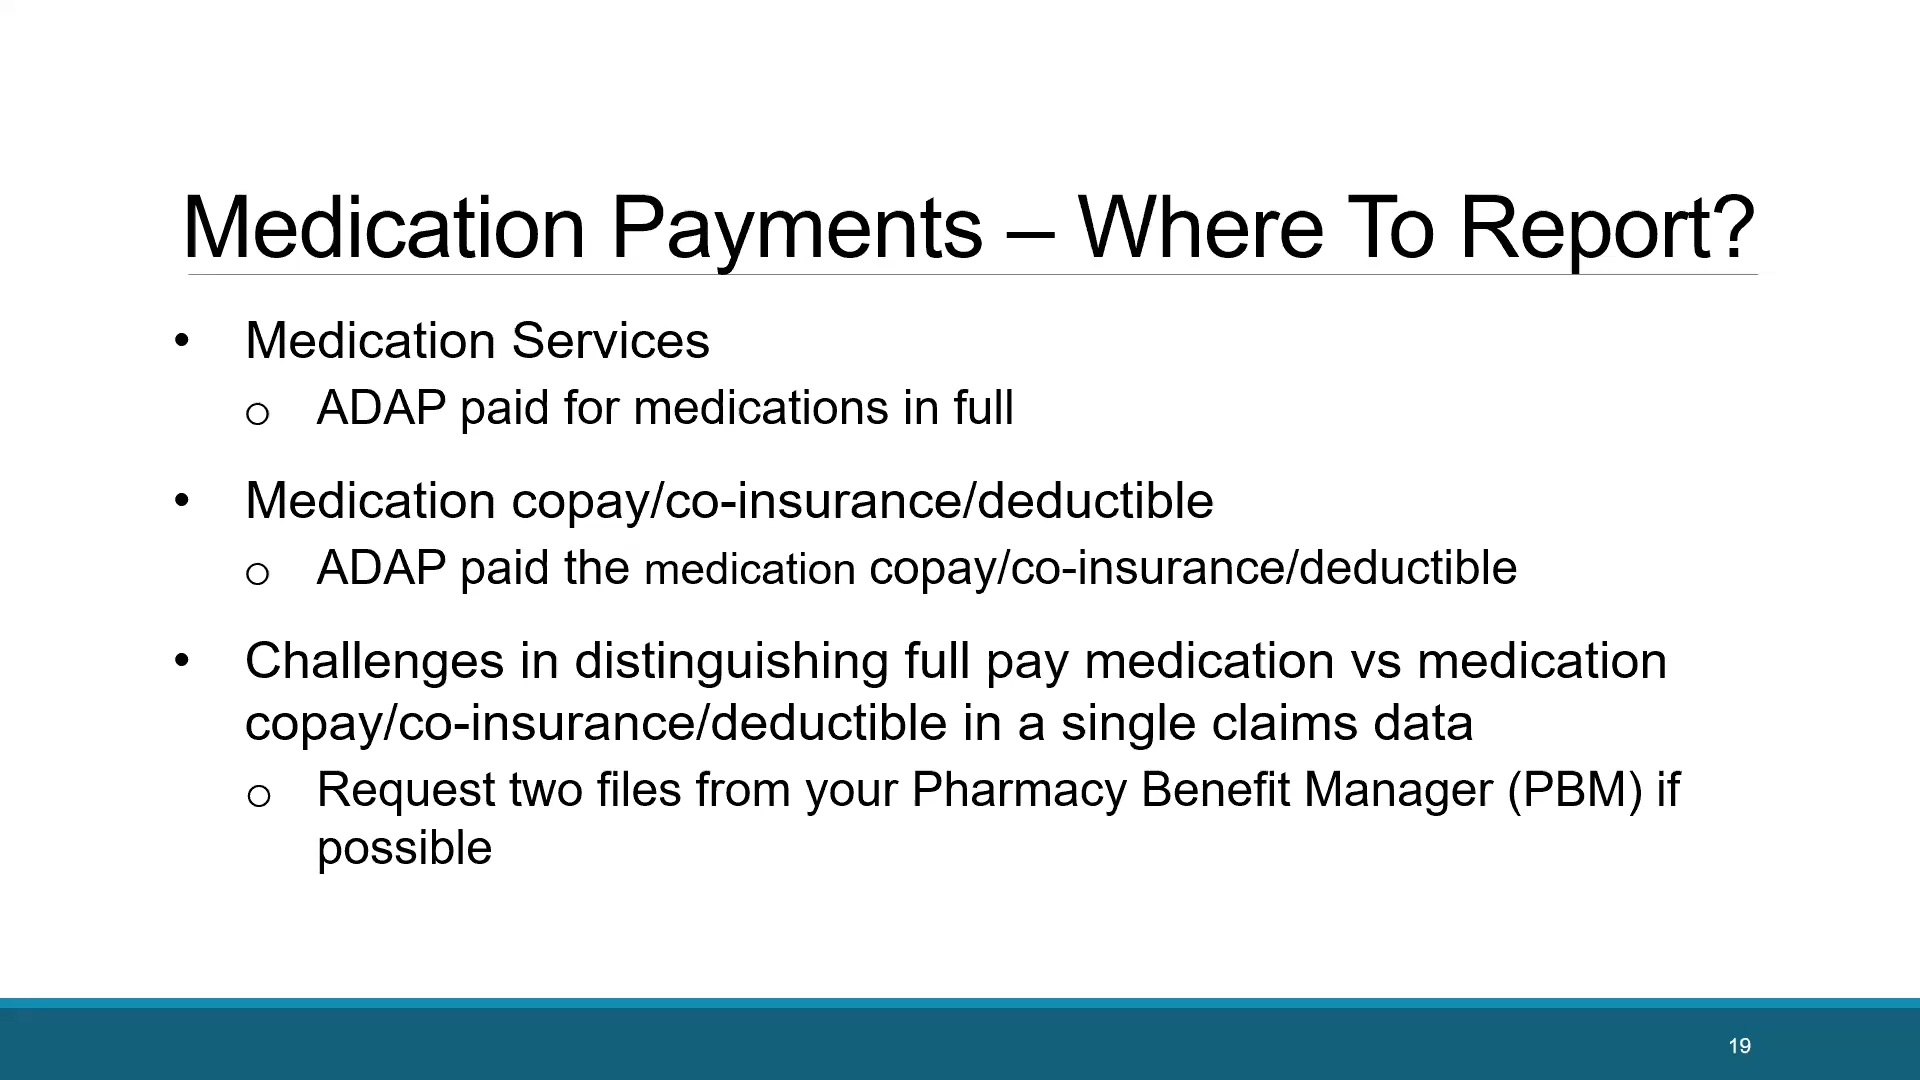 Medication Payments – Where To Report?
• Medication Services
o ADAP paid for medications in full
• Medication copay/co-insurance/deductible
o ADAP paid the medication copay/co-insurance/deductible
• Challenges in distinguishing full pay medication vs medication
copay/co-insurance/deductible in a single claims data
o Request two files from your Pharmacy Benefit Manager (PBM) if
possible
19